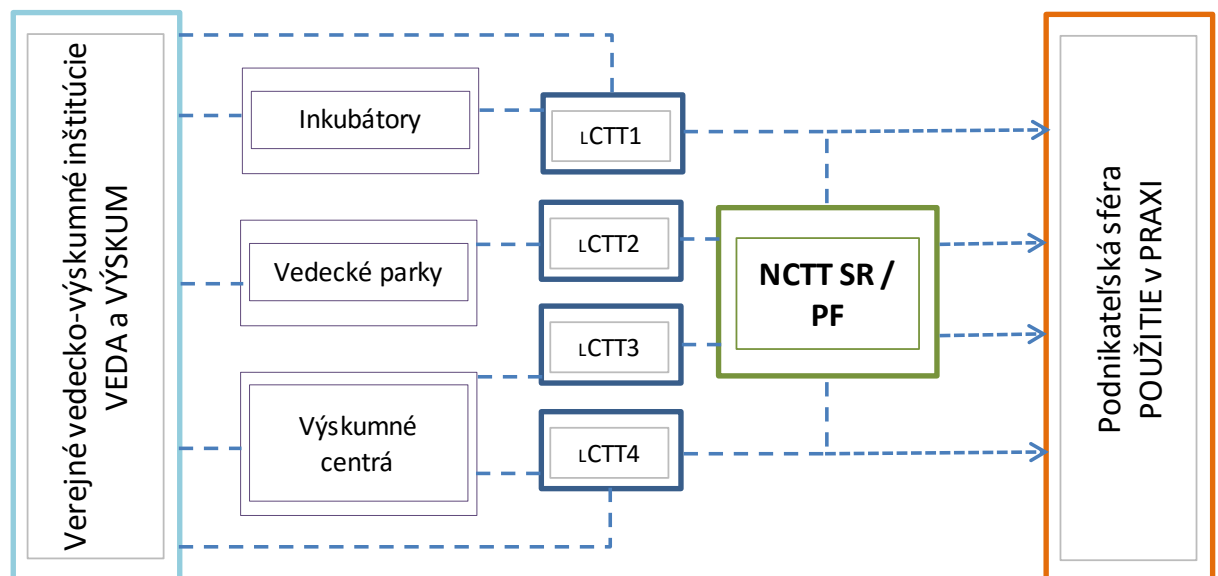 Verejné vedecko-výskumné inštitúcie
VEDA a VÝSKUM
Inkubátory
Vedecké parky
Výskumné
centrá
LCTT1
LCTT2
LCTT3
LCTT4
NCTT SR /
PF
Podnikateľská sféra
POUŽITIE v PRAXI